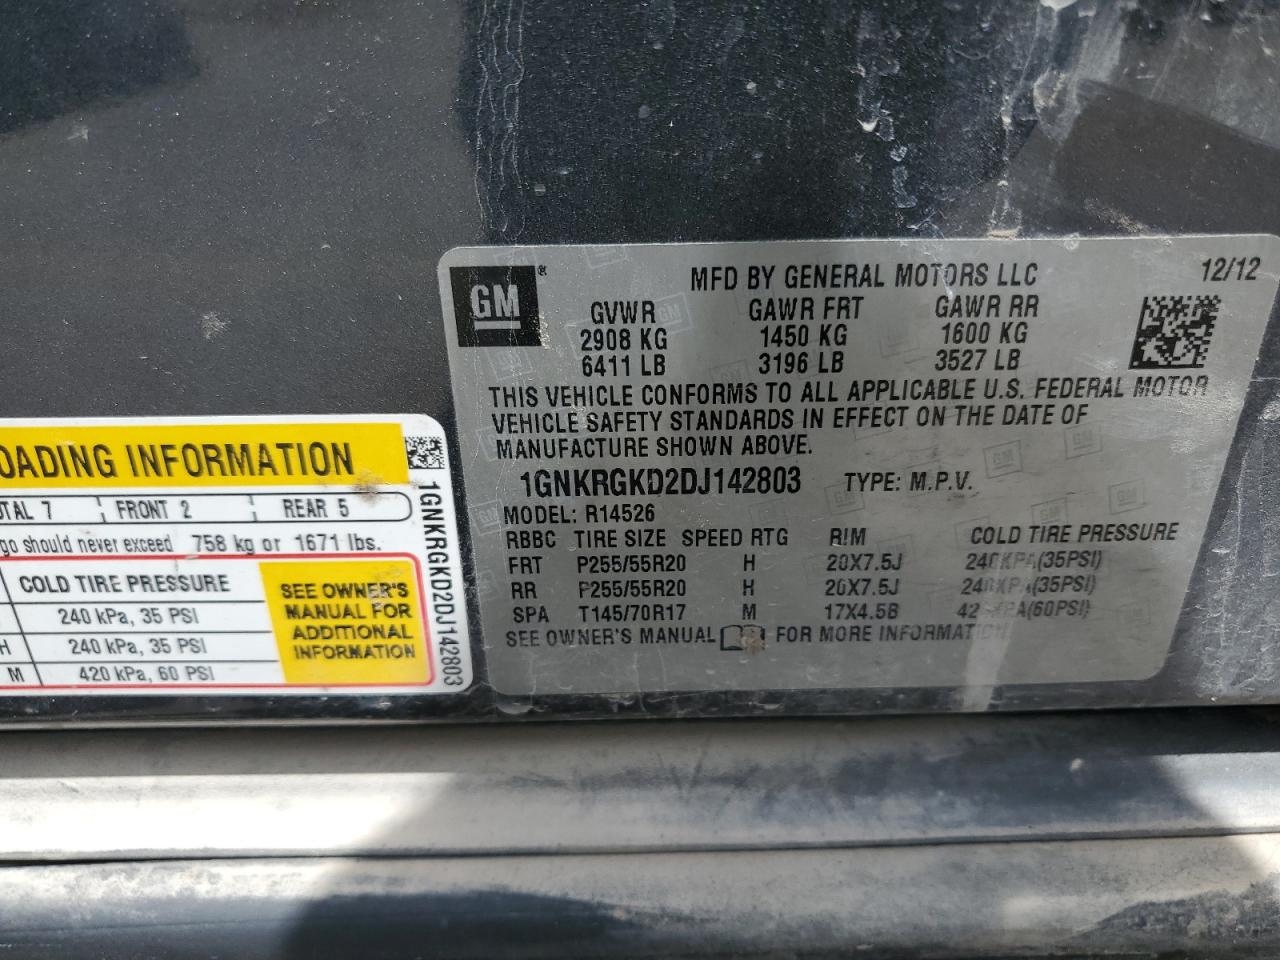 GM®
MFD BY GENERAL MOTORS LLC 12/12
GVWR GAWR FRT GAWR RR
2908 KG 1450 KG 1600 KG
6411 LB 3196 LB 3527 LB
THIS VEHICLE CONFORMS TO ALL APPLICABLE U.S. FEDERAL MOTOR
VEHICLE SAFETY STANDARDS IN EFFECT ON THE DATE OF
MANUFACTURE SHOWN ABOVE.
1GNKRGKD2DJ142803 TYPE: M.P.V.
MODEL: R14526
RBBC TIRE SIZE SPEED RTG RIM COLD TIRE PRESSURE
FRT P255/55R20 H 20X7.5J 240KPA(35PSI)
RR P255/55R20 H 20X7.5J 240KPA(35PSI)
SPA T145/70R17 M 17X4.5B (60PSI)
SEE OWNER'S MANUAL FOR MORE INFORMATION
OADING INFORMATION
TAL 7 FRONT 2 REAR 5
go should never exceed 758 kg or 1671 lbs.
COLD TIRE PRESSURE
240 kPa, 35 PSI
H 240 kPa, 35 PSI
M 420 kPa, 60 PSI
SEE OWNER'S
MANUAL FOR
ADDITIONAL
INFORMATION
1GNKRGKD2DJ142803